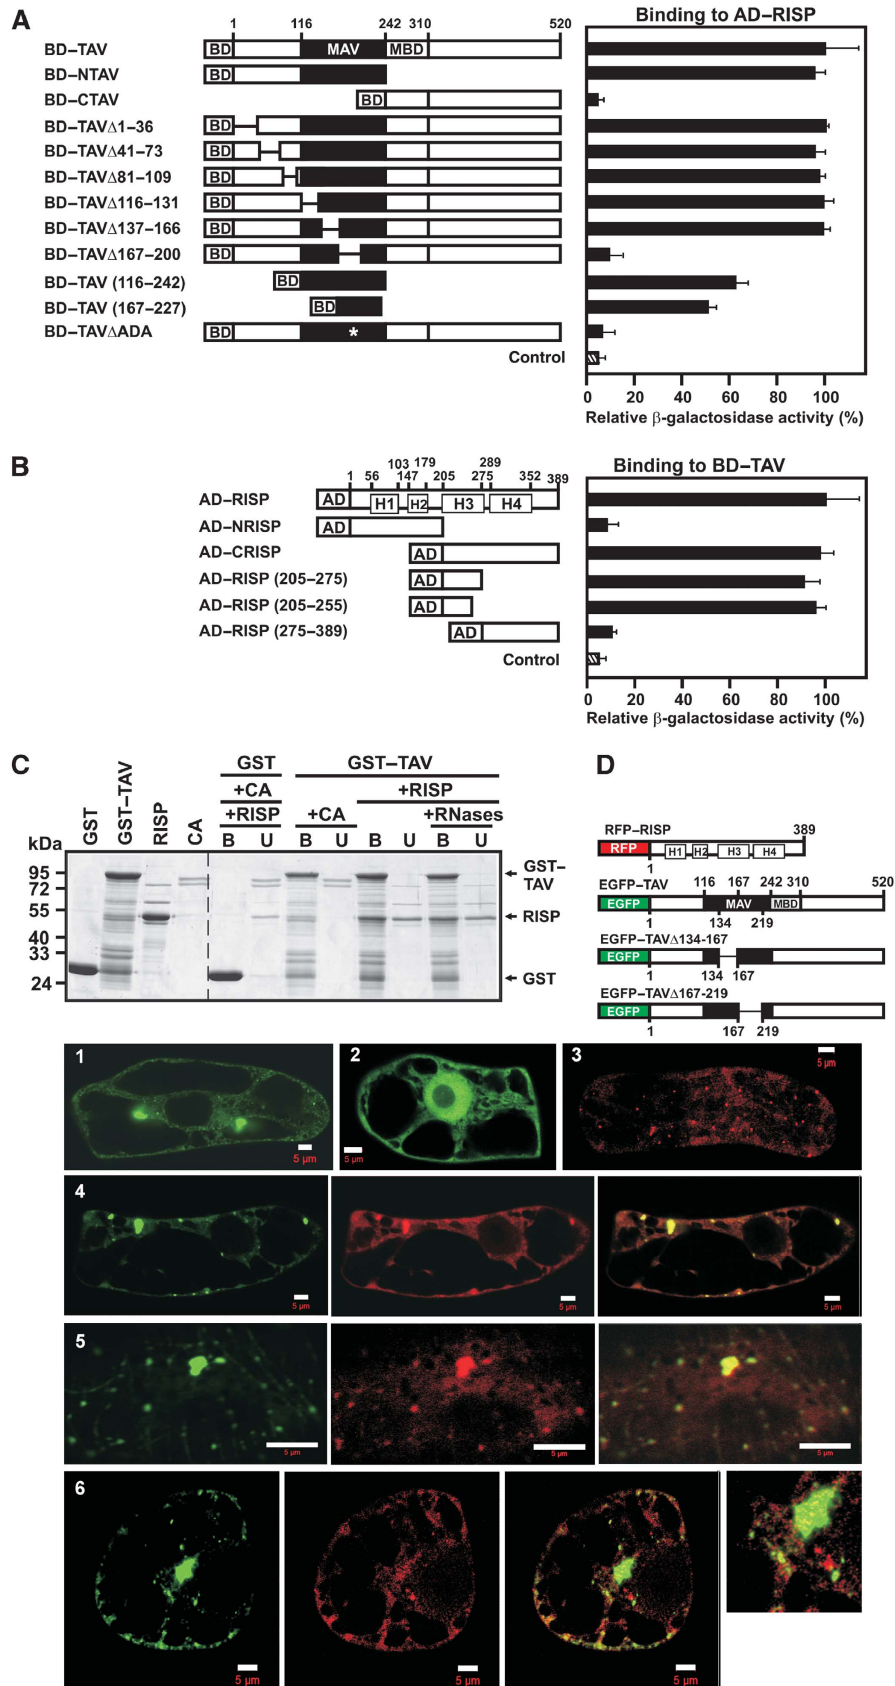 A
1 116 242 310 520
Binding to AD–RISP
BD–TAV BD MAV MBD
BD–NTAV BD
BD–CTAV BD
BD–TAVΔ1–36 BD
BD–TAVΔ41–73 BD
BD–TAVΔ81–109 BD
BD–TAVΔ116–131 BD
BD–TAVΔ137–166 BD
BD–TAVΔ167–200 BD
BD–TAV (116–242) BD
BD–TAV (167–227) BD
BD–TAVΔADA BD *
Control
0 20 40 60 80 100
Relative β-galactosidase activity (%)
B
Binding to BD–TAV
103 179 289
1 56 147 205 275 352 389
AD–RISP AD H1 H2 H3 H4
AD–NRISP AD
AD–CRISP AD
AD–RISP (205–275) AD
AD–RISP (205–255) AD
AD–RISP (275–389) AD
Control
0 20 40 60 80 100
Relative β-galactosidase activity (%)
C
GST GST–TAV
+CA +RISP
+RISP +CA +RNases
GST GST–TAV RISP CA B U B U B U B U
kDa
95
72
55
40
33
24
GST–TAV
RISP
GST
D
RFP–RISP 389
RFP H1 H2 H3 H4
1
EGFP–TAV 116 167 242 310 520
EGFP MAV MBD
1 134 219
EGFP–TAVΔ134-167
EGFP
1 134 167
EGFP–TAVΔ167-219
EGFP
1 167 219
1 5 µm
2 5 µm
3 5 µm
4 5 µm 5 µm 5 µm
5 5 µm 5 µm 5 µm
6 5 µm 5 µm 5 µm